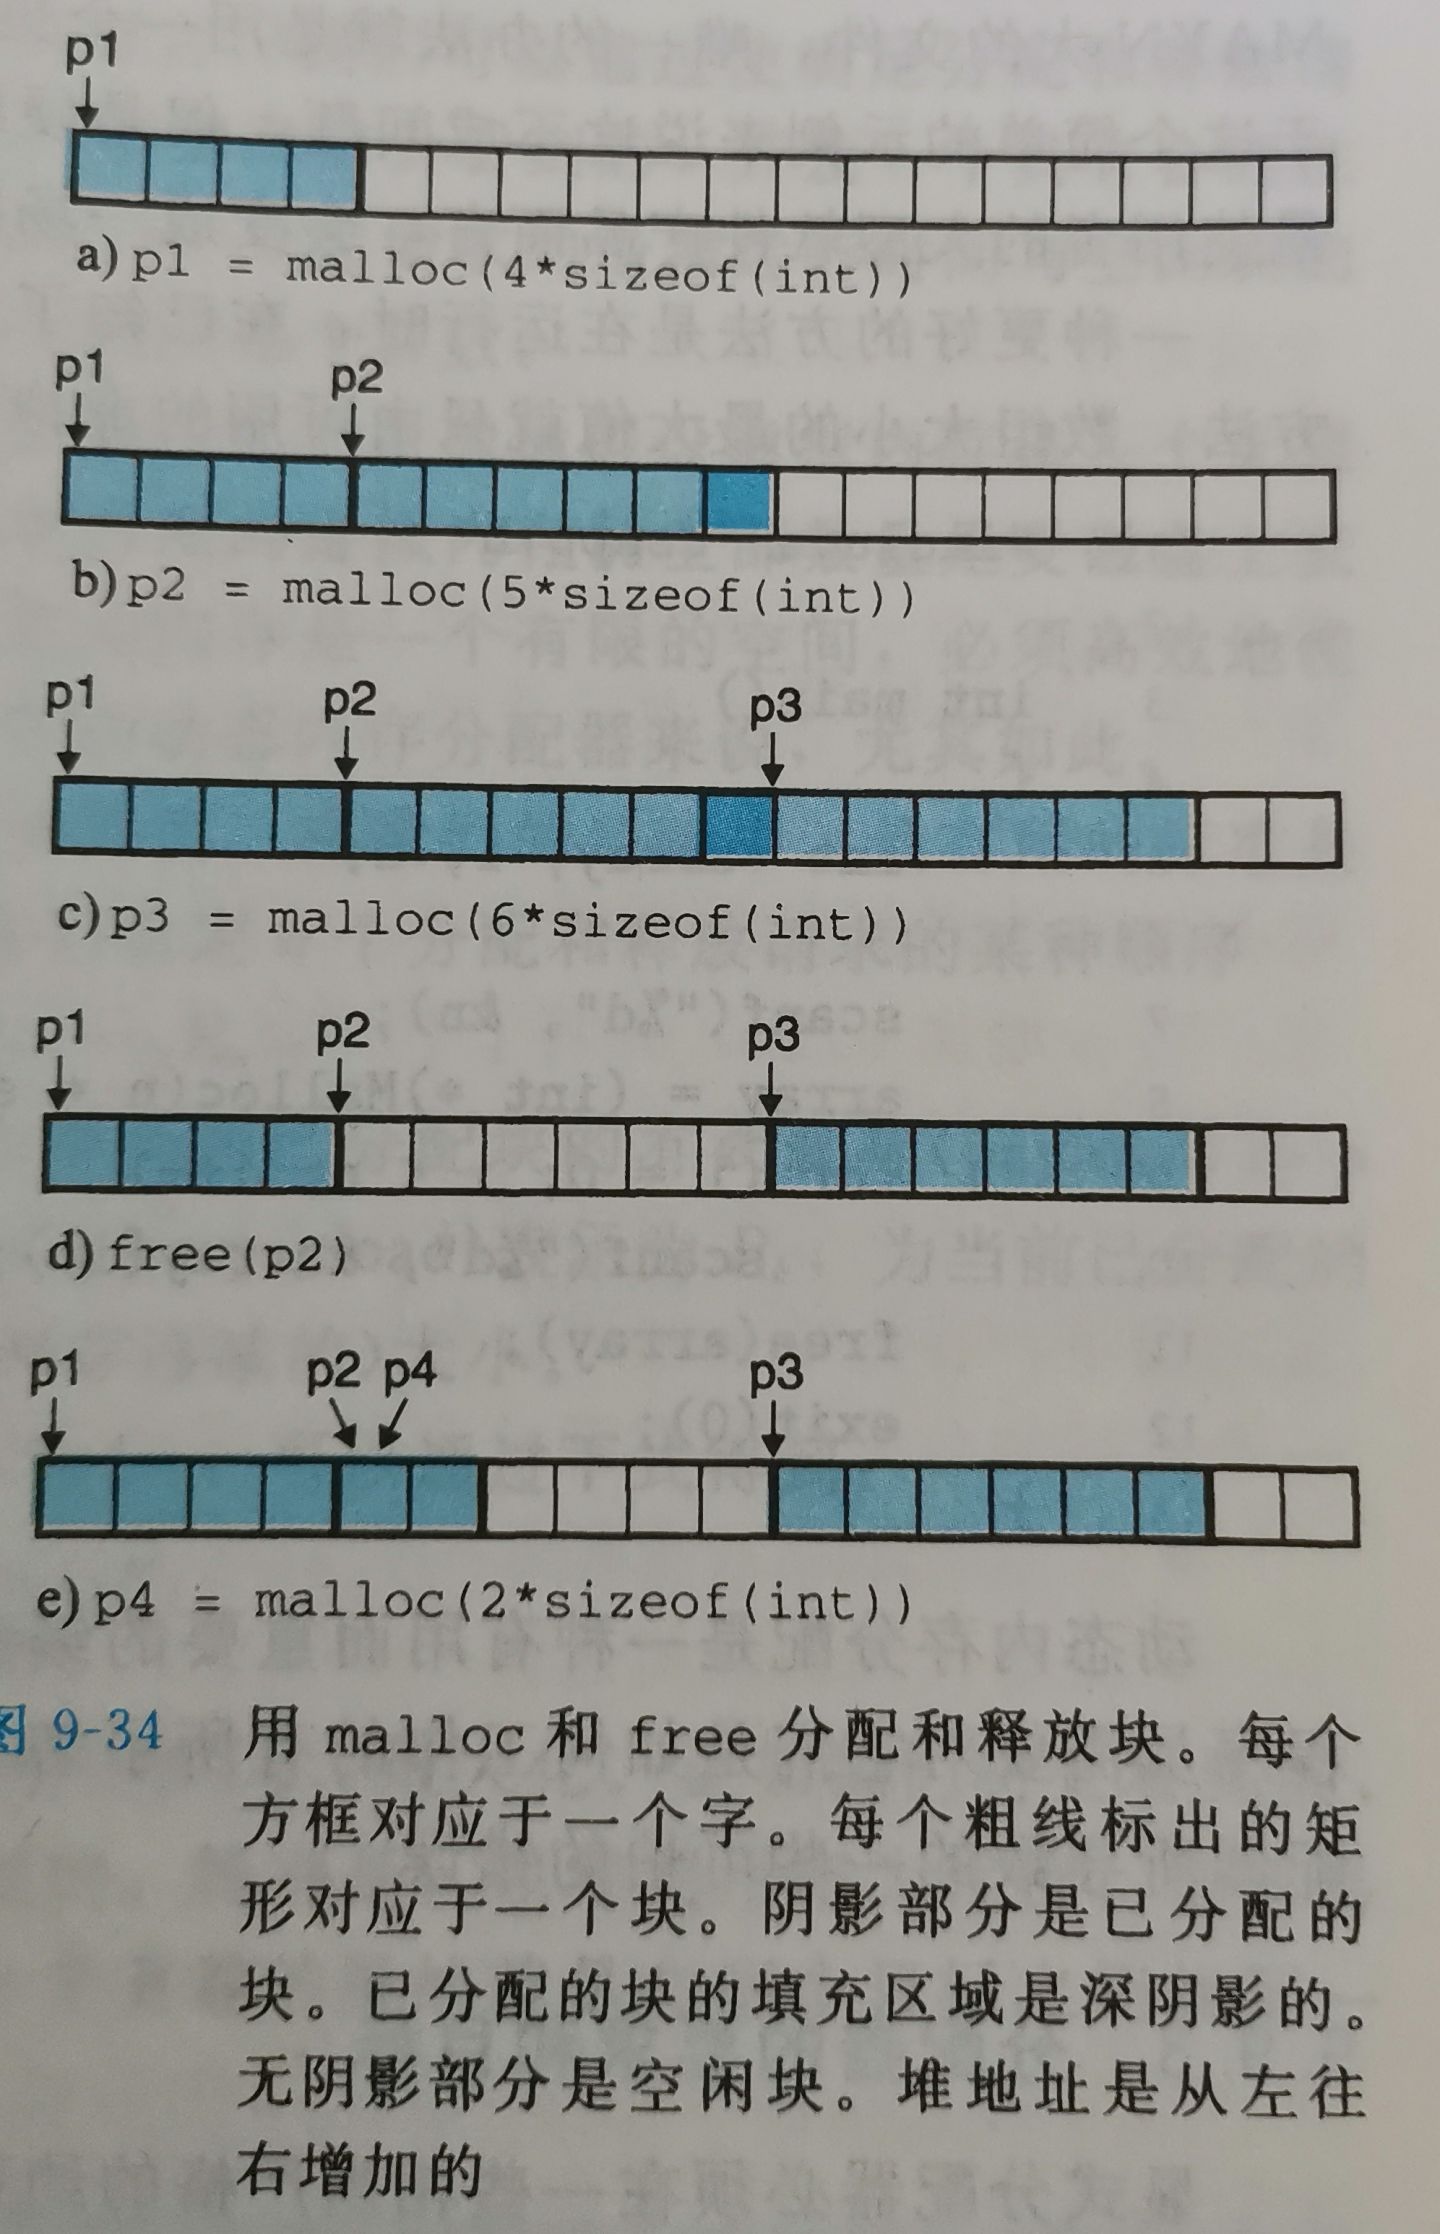 p1
a) p1 = malloc(4*sizeof(int))
p1 p2
b) p2 = malloc(5*sizeof(int))
p1 p2 p3
c) p3 = malloc(6*sizeof(int))
p1 p2 p3
d) free(p2)
p1 p2 p4 p3
e) p4 = malloc(2*sizeof(int))
图 9-34 用 malloc 和 free 分配和释放块。每个
方框对应于一个字。每个粗线标出的矩
形对应于一个块。阴影部分是已分配的
块。已分配的块的填充区域是深阴影的。
无阴影部分是空闲块。堆地址是从左往
右增加的